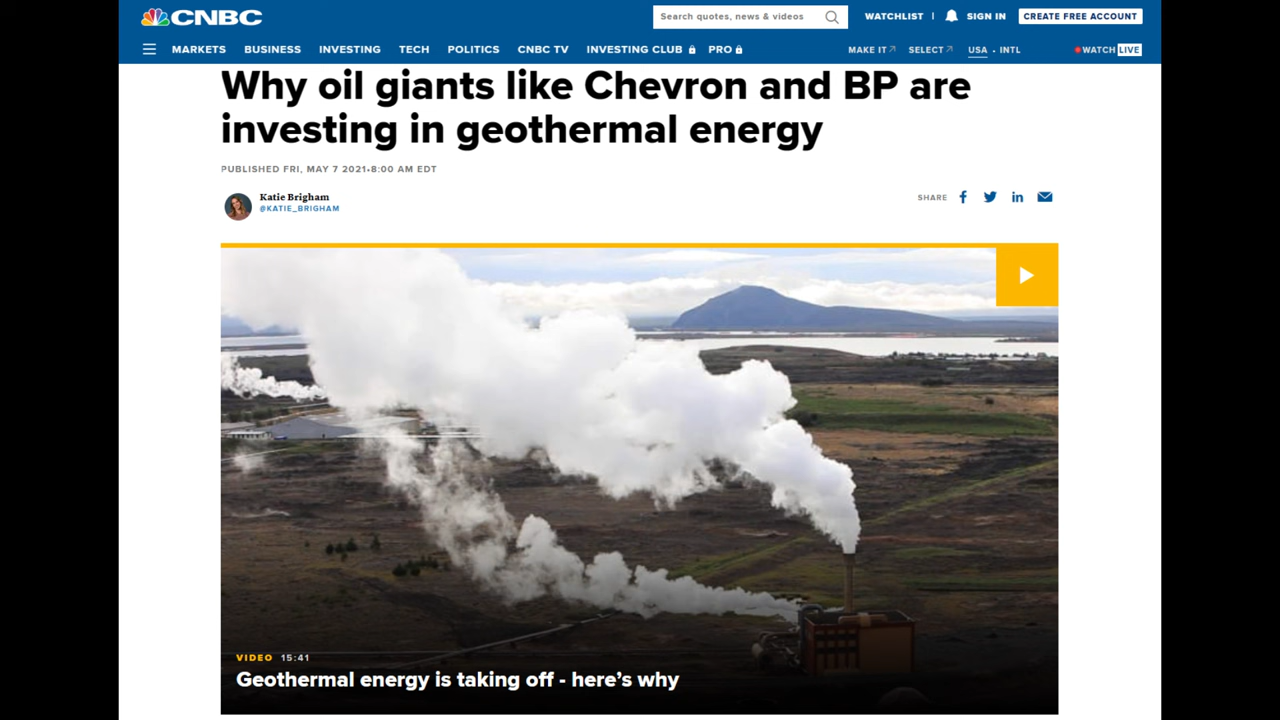 CNBC
Search quotes, news & videos
WATCHLIST | SIGN IN CREATE FREE ACCOUNT
MARKETS BUSINESS INVESTING TECH POLITICS CNBC TV INVESTING CLUB PRO MAKE IT SELECT USA • INTL WATCH LIVE
Why oil giants like Chevron and BP are
investing in geothermal energy
PUBLISHED FRI, MAY 7 2021•8:00 AM EDT
Katie Brigham
@KATIE_BRIGHAM
SHARE
VIDEO 15:41
Geothermal energy is taking off - here’s why